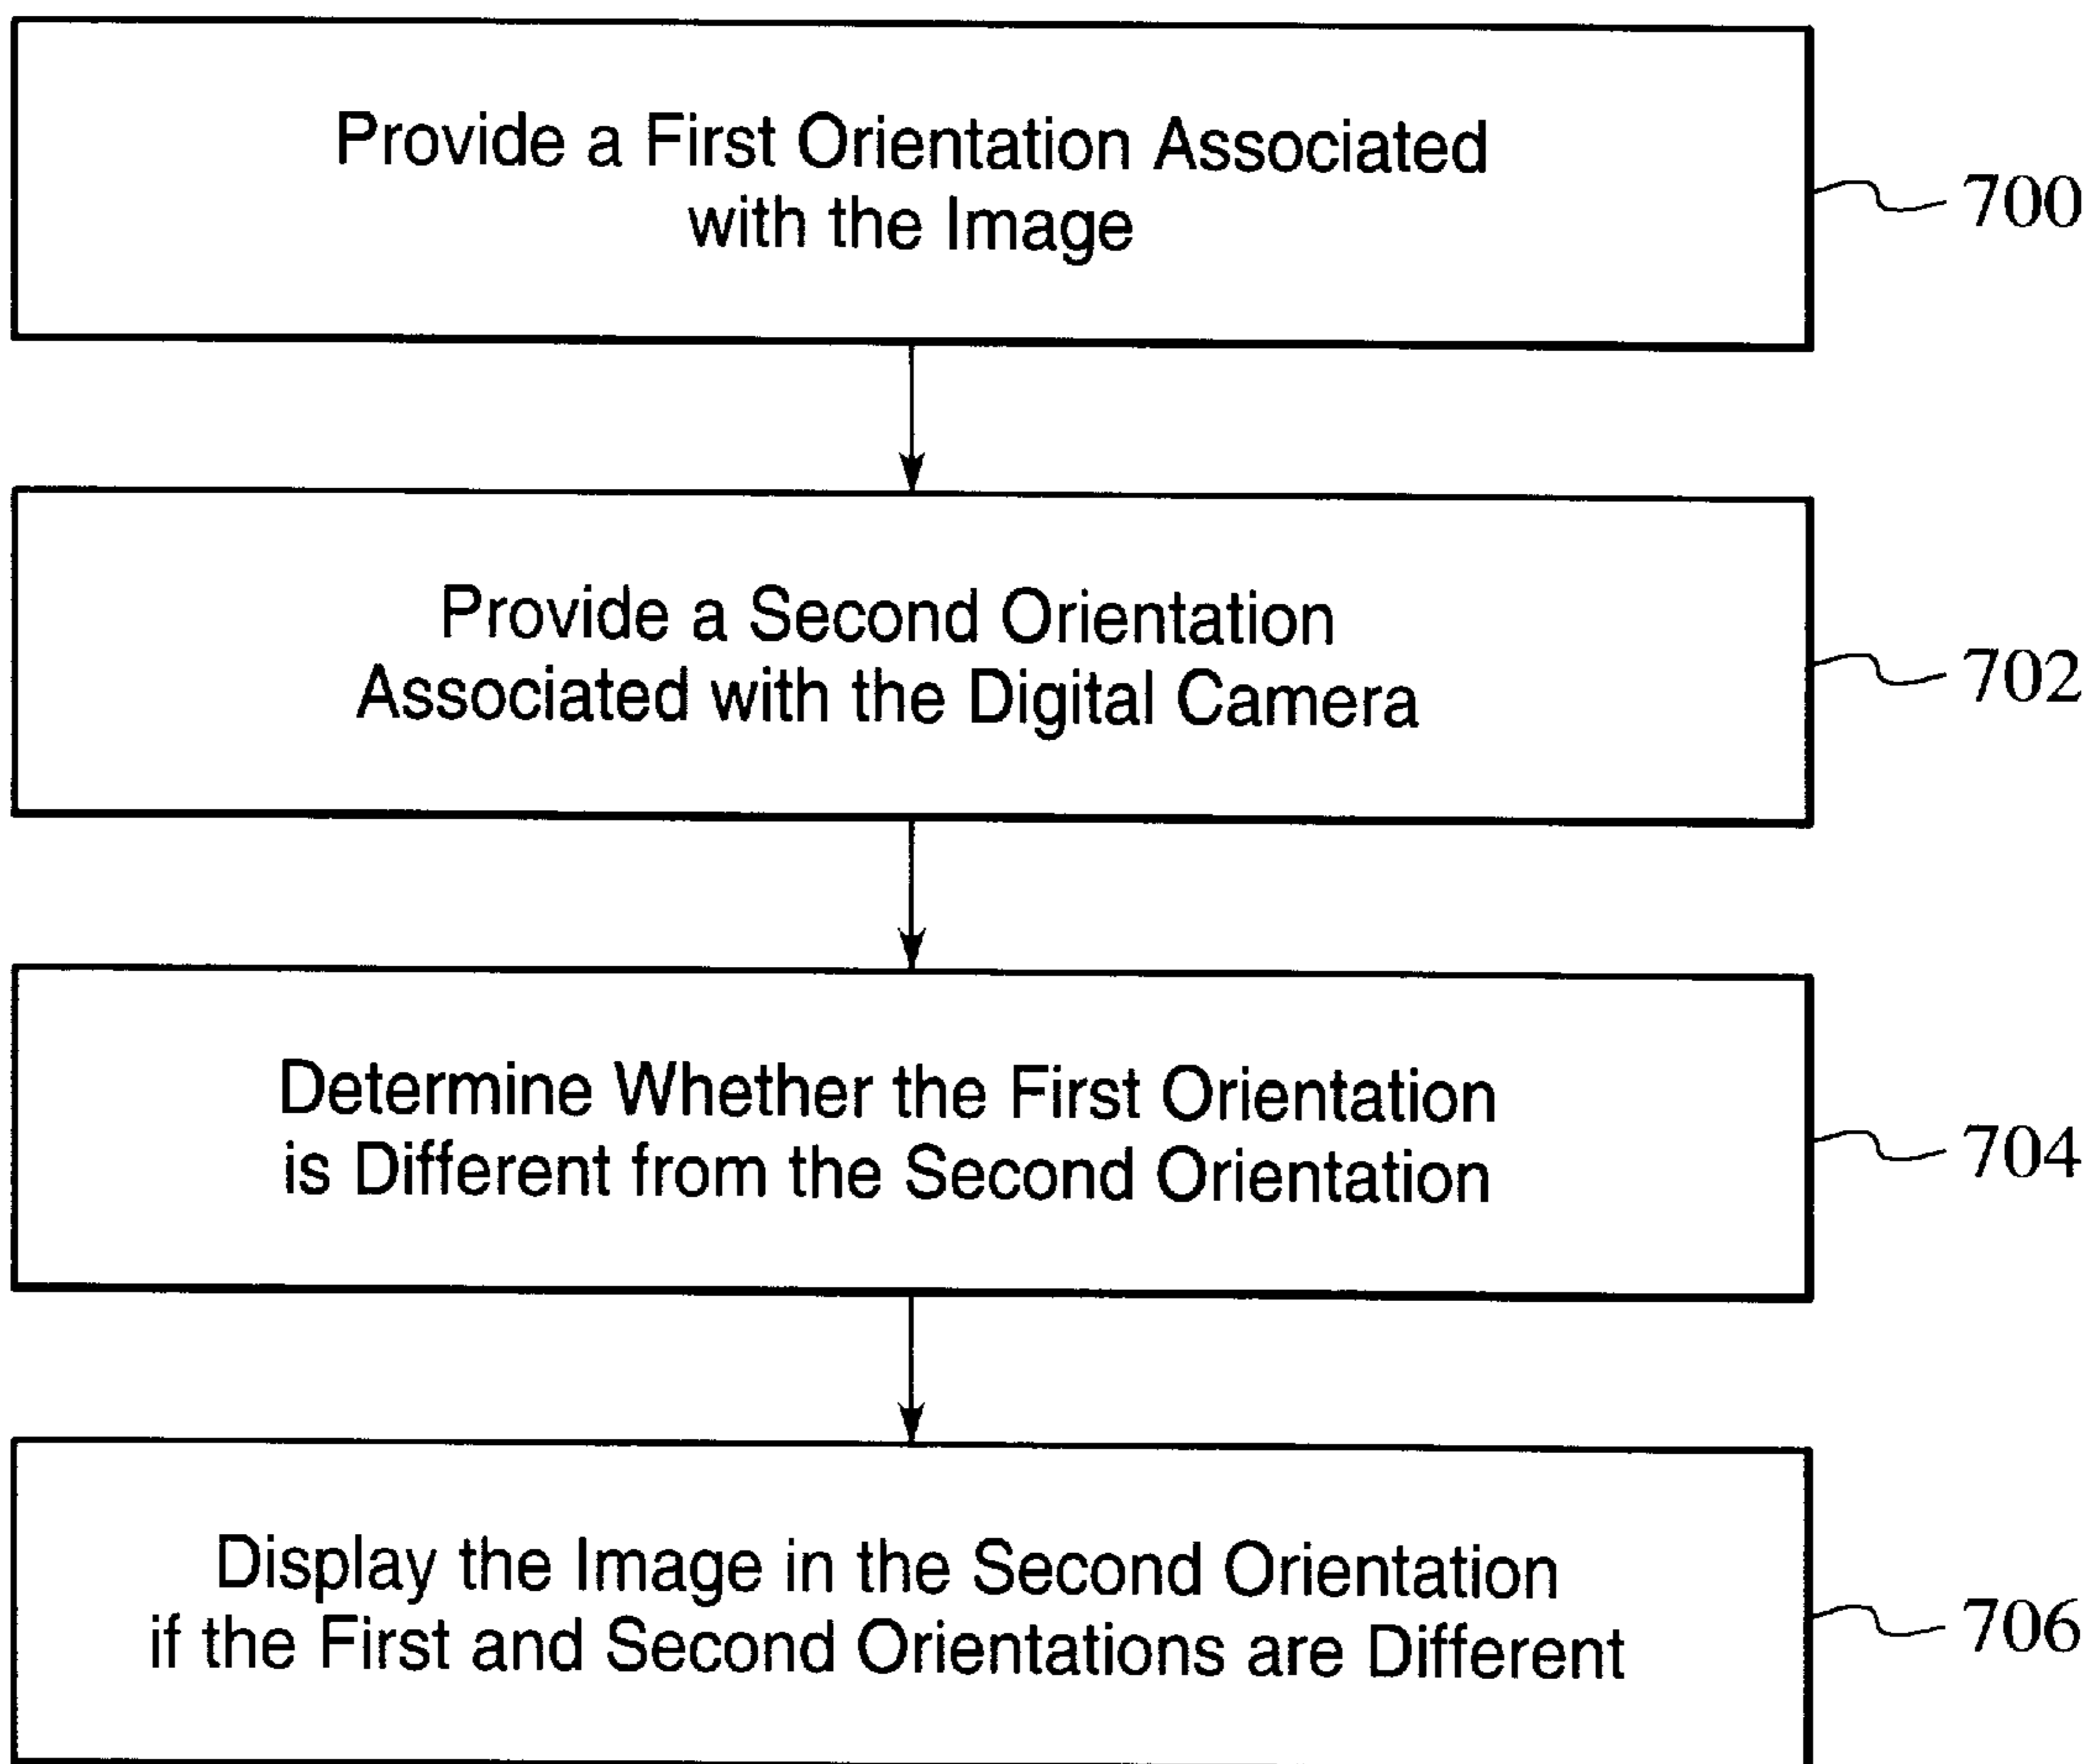 Provide a First Orientation Associated
with the Image
700
Provide a Second Orientation
Associated with the Digital Camera
702
Determine Whether the First Orientation
is Different from the Second Orientation
704
Display the Image in the Second Orientation
if the First and Second Orientations are Different
706